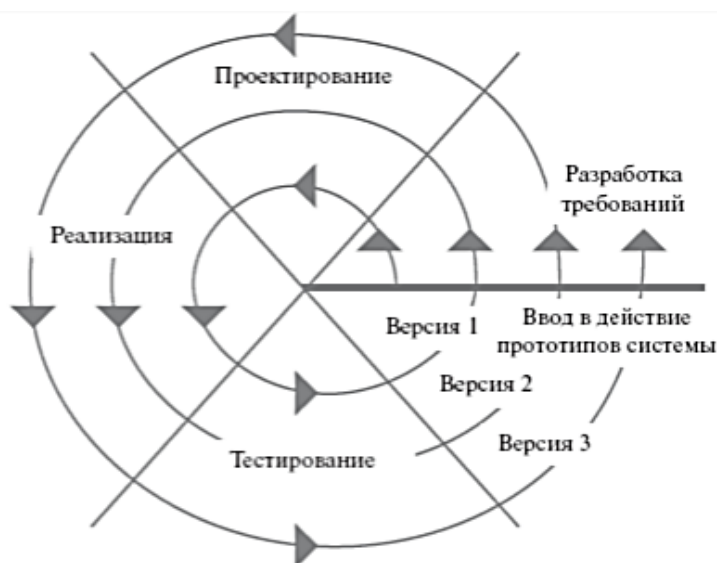 Проектирование
Разработка
требований
Реализация
Версия 1
Ввод в действие
прототипов системы
Версия 2
Версия 3
Тестирование